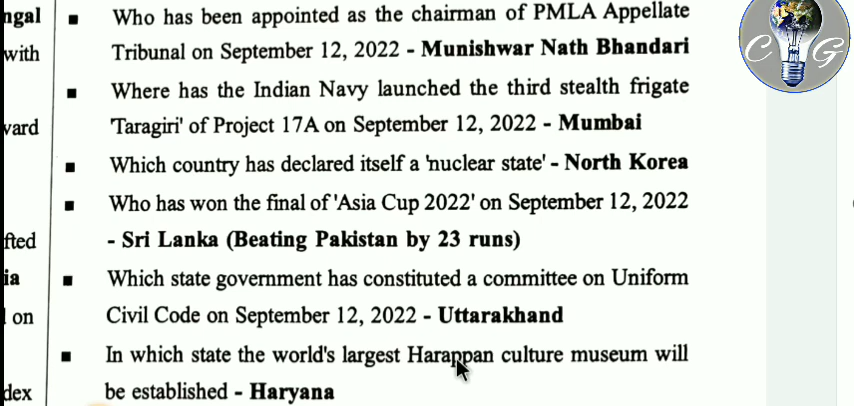 ngal
with
vard
fted
ia
l on
dex
▪ Who has been appointed as the chairman of PMLA Appellate
Tribunal on September 12, 2022 - Munishwar Nath Bhandari
▪ Where has the Indian Navy launched the third stealth frigate
'Taragiri' of Project 17A on September 12, 2022 - Mumbai
▪ Which country has declared itself a 'nuclear state' - North Korea
▪ Who has won the final of 'Asia Cup 2022' on September 12, 2022
- Sri Lanka (Beating Pakistan by 23 runs)
▪ Which state government has constituted a committee on Uniform
Civil Code on September 12, 2022 - Uttarakhand
▪ In which state the world's largest Harappan culture museum will
be established - Haryana
C G